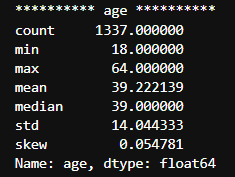 ********** age **********
count     1337.000000
min         18.000000
max         64.000000
mean        39.222139
median      39.000000
std         14.044333
skew         0.054781
Name: age, dtype: float64